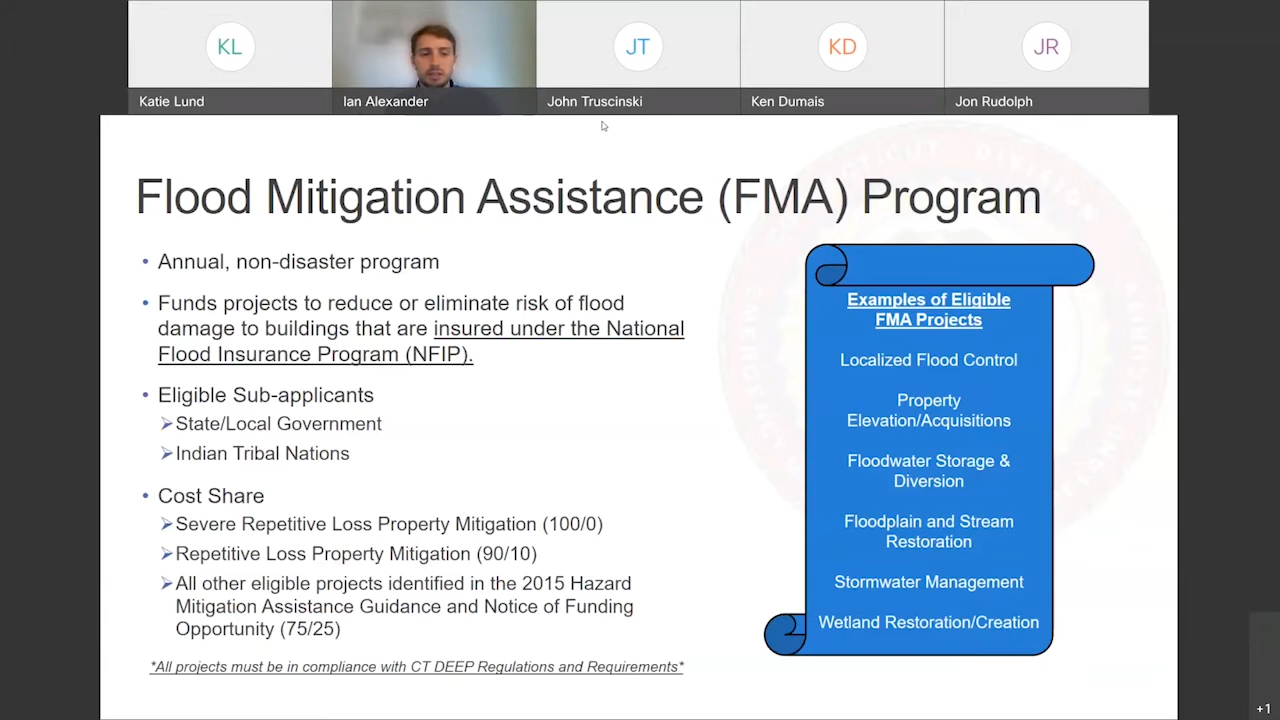 KL
JT
KD
JR
Katie Lund
Ian Alexander
John Truscinski
Ken Dumais
Jon Rudolph
Flood Mitigation Assistance (FMA) Program
• Annual, non-disaster program
• Funds projects to reduce or eliminate risk of flood
damage to buildings that are insured under the National
Flood Insurance Program (NFIP).
• Eligible Sub-applicants
➢State/Local Government
➢Indian Tribal Nations
• Cost Share
➢Severe Repetitive Loss Property Mitigation (100/0)
➢Repetitive Loss Property Mitigation (90/10)
➢All other eligible projects identified in the 2015 Hazard
Mitigation Assistance Guidance and Notice of Funding
Opportunity (75/25)
*All projects must be in compliance with CT DEEP Regulations and Requirements*
Examples of Eligible
FMA Projects
Localized Flood Control
Property
Elevation/Acquisitions
Floodwater Storage &
Diversion
Floodplain and Stream
Restoration
Stormwater Management
Wetland Restoration/Creation
+1